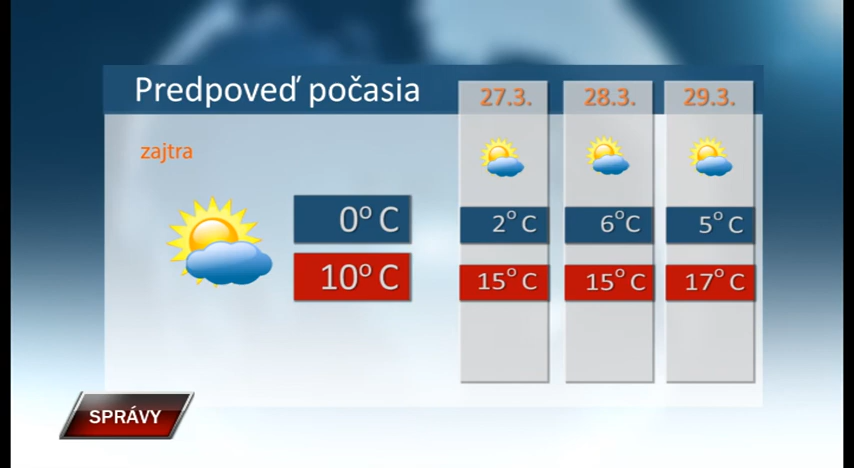 Predpoveď počasia
zajtra
0° C
10° C
27.3. 28.3. 29.3.
2° C 6°C 5° C
15° C 15° C 17° C
SPRÁVY